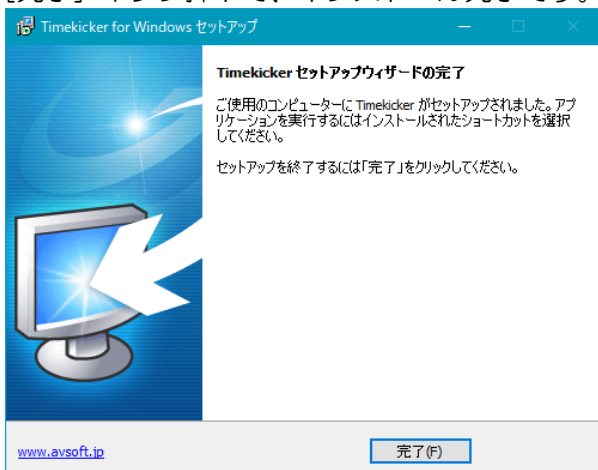 Timekicker for Windows セットアップ
Timekicker セットアップウィザードの完了
ご使用のコンピューターに Timekicker がセットアップされました。アプ
リケーションを実行するにはインストールされたショートカットを選択
してください。
セットアップを終了するには「完了」をクリックしてください。
www.avsoft.jp
完了(F)